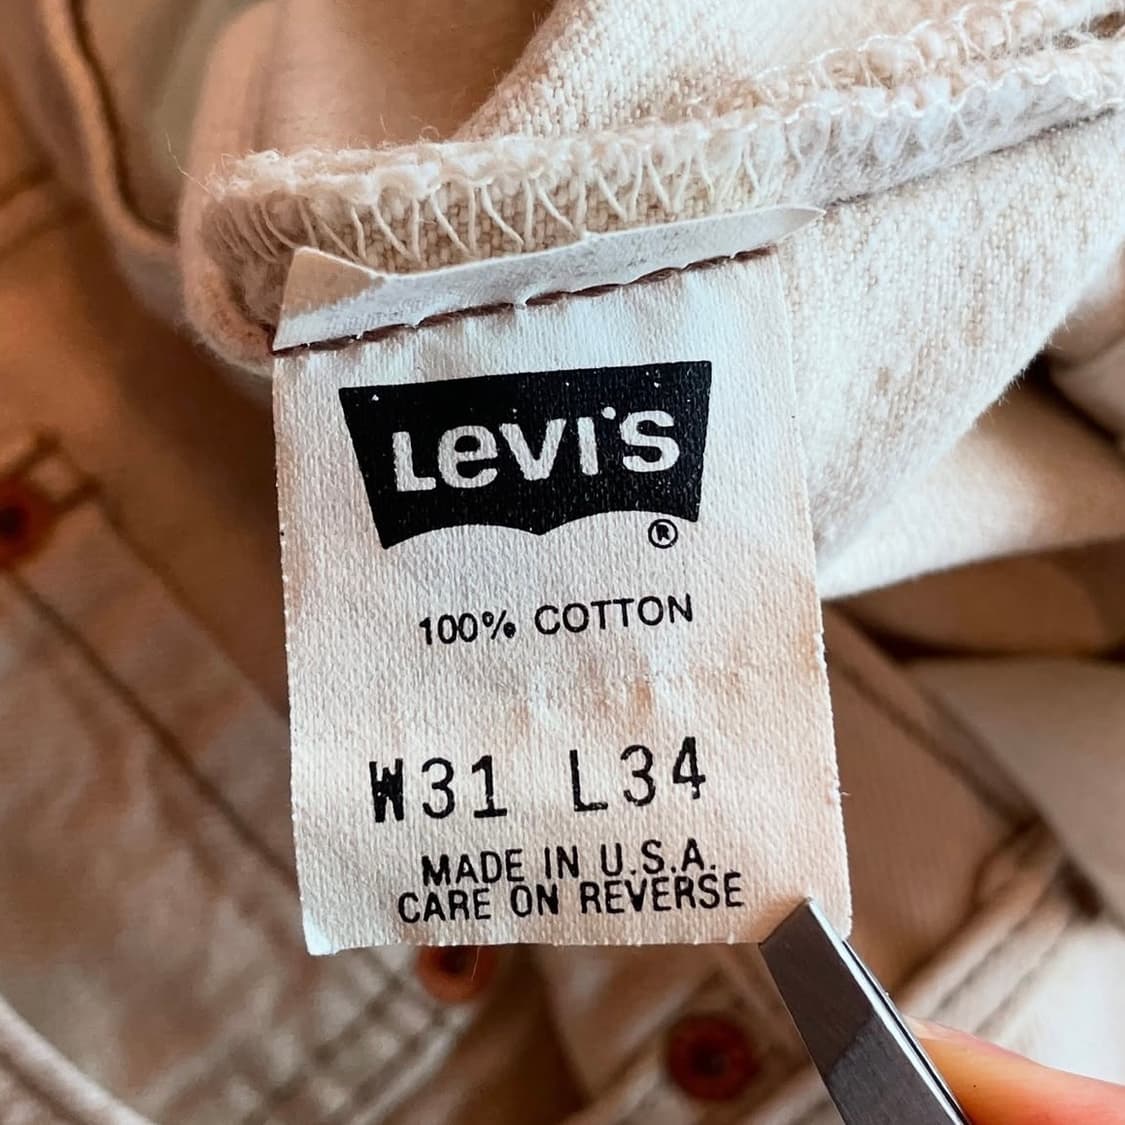 Levi's
®
100% COTTON
W31 L34
MADE IN U.S.A.
CARE ON REVERSE